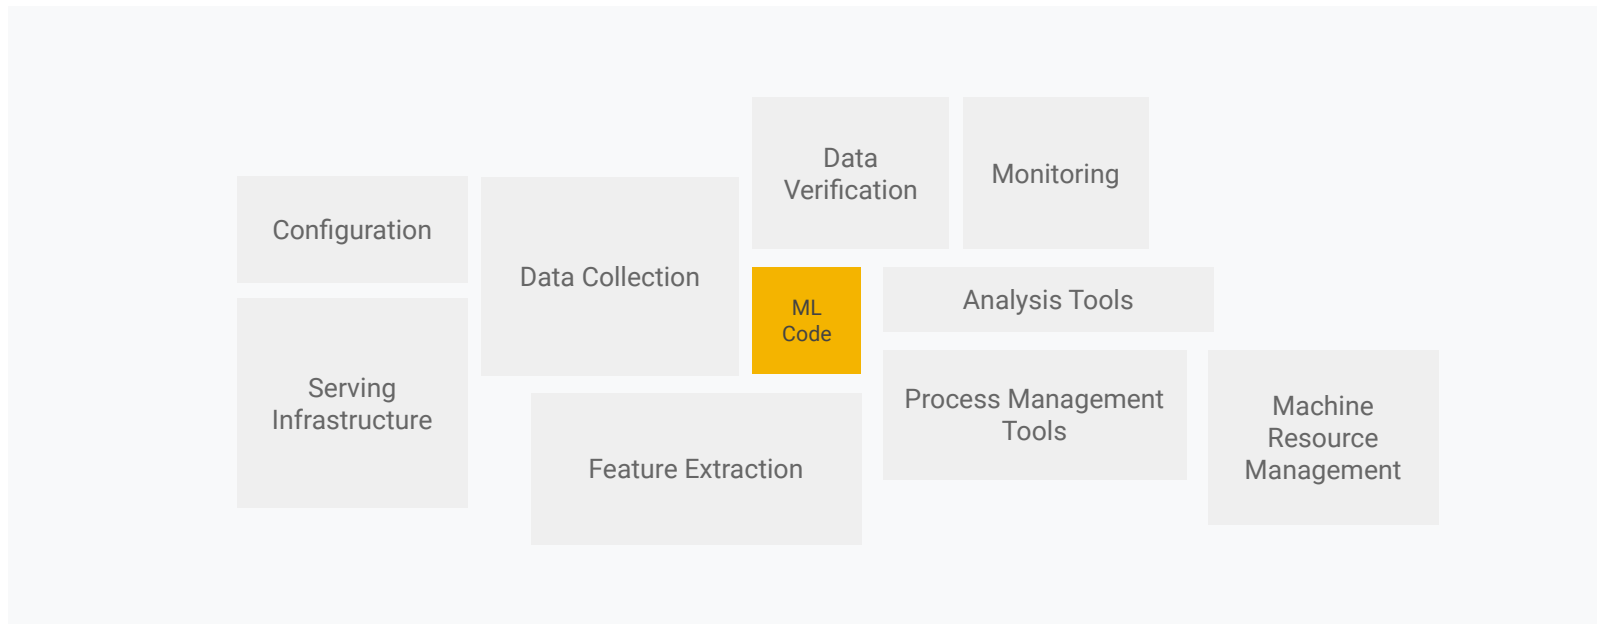 Configuration
Serving
Infrastructure
Data Collection
Feature Extraction
Data
Verification
ML
Code
Monitoring
Analysis Tools
Process Management
Tools
Machine
Resource
Management